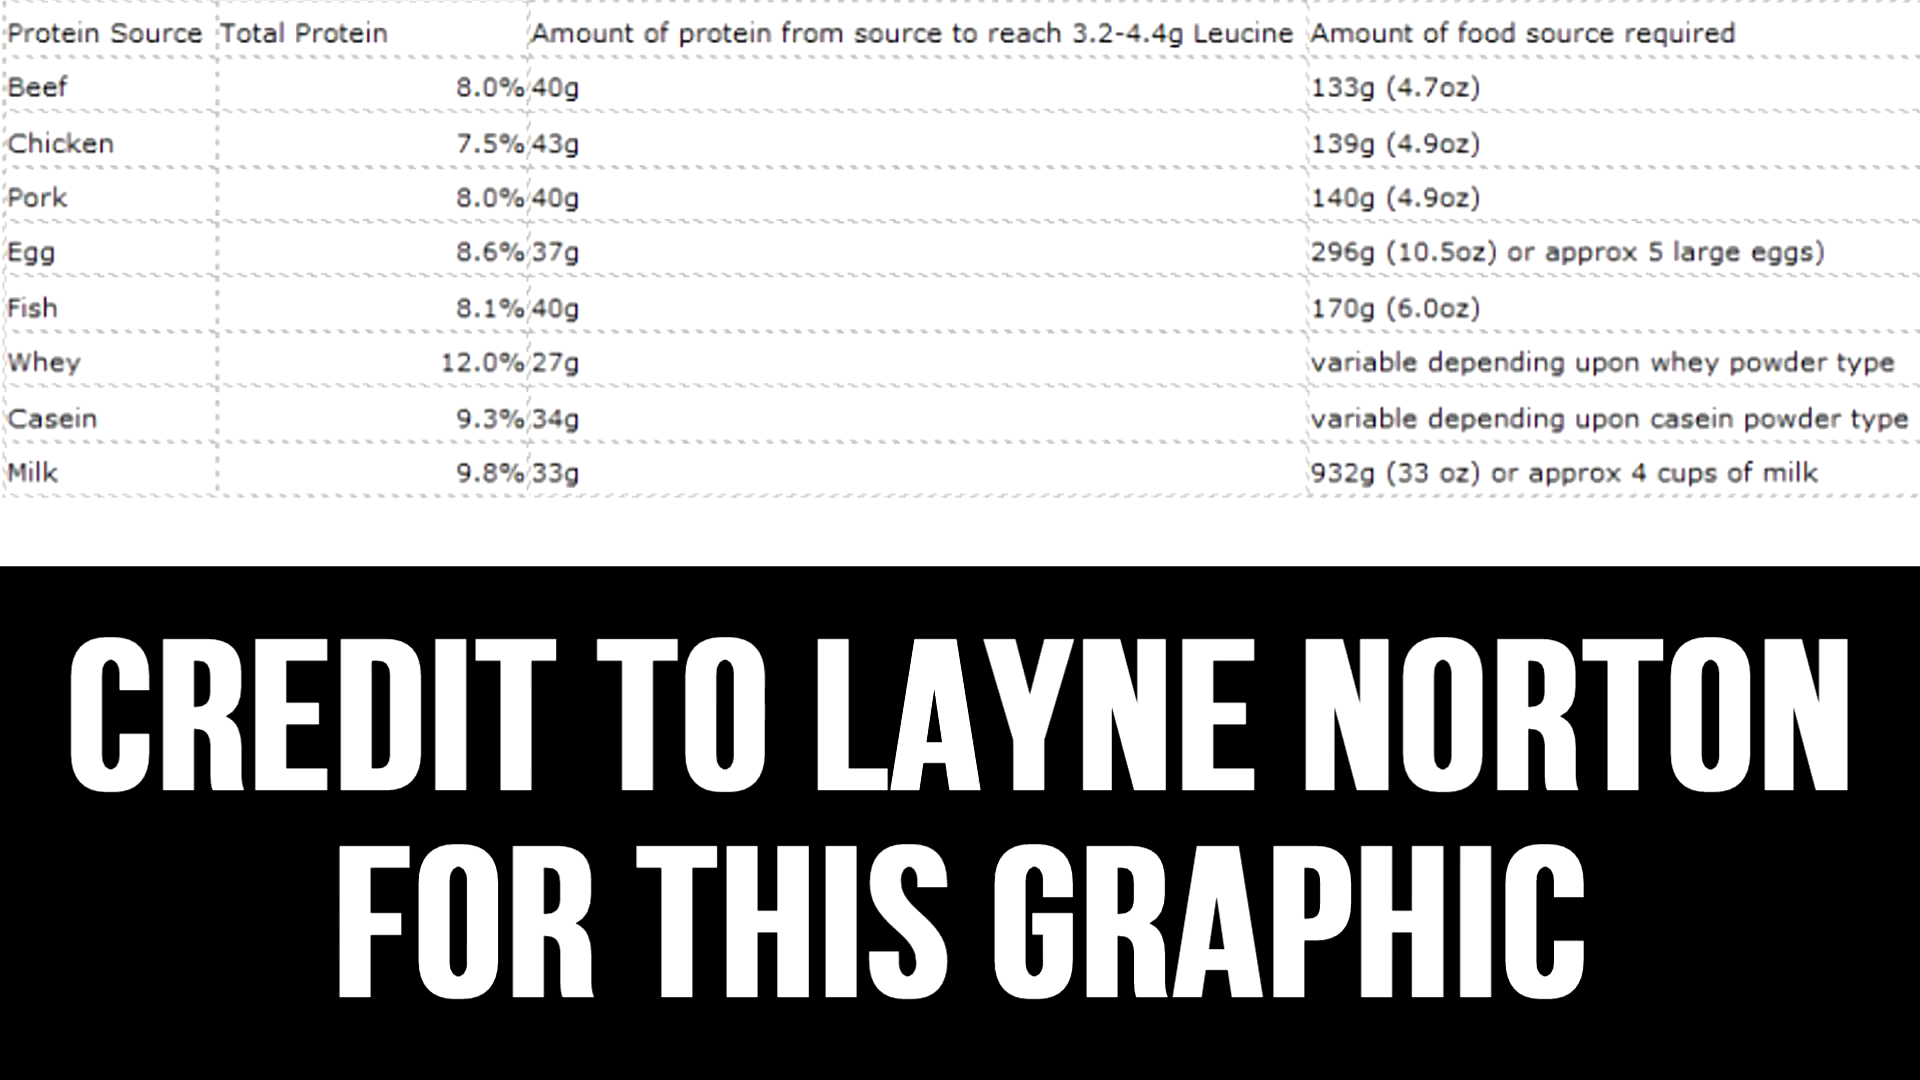 Protein Source Total Protein Amount of protein from source to reach 3.2-4.4g Leucine Amount of food source required
Beef 8.0% 40g 133g (4.7oz)
Chicken 7.5% 43g 139g (4.9oz)
Pork 8.0% 40g 140g (4.9oz)
Egg 8.6% 37g 296g (10.5oz) or approx 5 large eggs)
Fish 8.1% 40g 170g (6.0oz)
Whey 12.0% 27g variable depending upon whey powder type
Casein 9.3% 34g variable depending upon casein powder type
Milk 9.8% 33g 932g (33 oz) or approx 4 cups of milk
CREDIT TO LAYNE NORTON
FOR THIS GRAPHIC